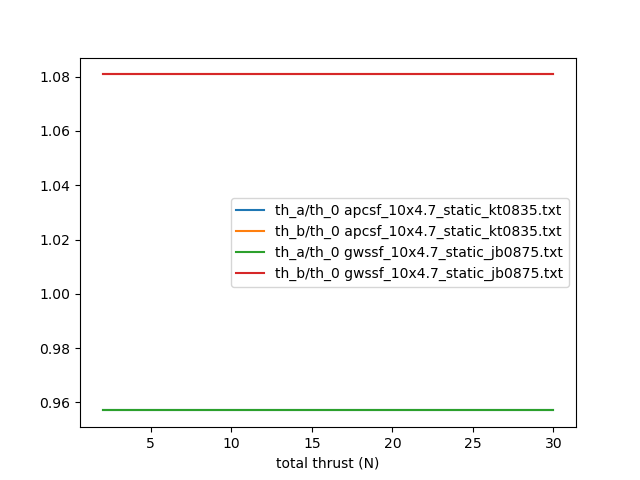 1.08
1.06
1.04
1.02
1.00
0.98
0.96
th_a/th_0 apcsf_10x4.7_static_kt0835.txt
th_b/th_0 apcsf_10x4.7_static_kt0835.txt
th_a/th_0 gwssf_10x4.7_static_jb0875.txt
th_b/th_0 gwssf_10x4.7_static_jb0875.txt
5 10 15 20 25 30
total thrust (N)